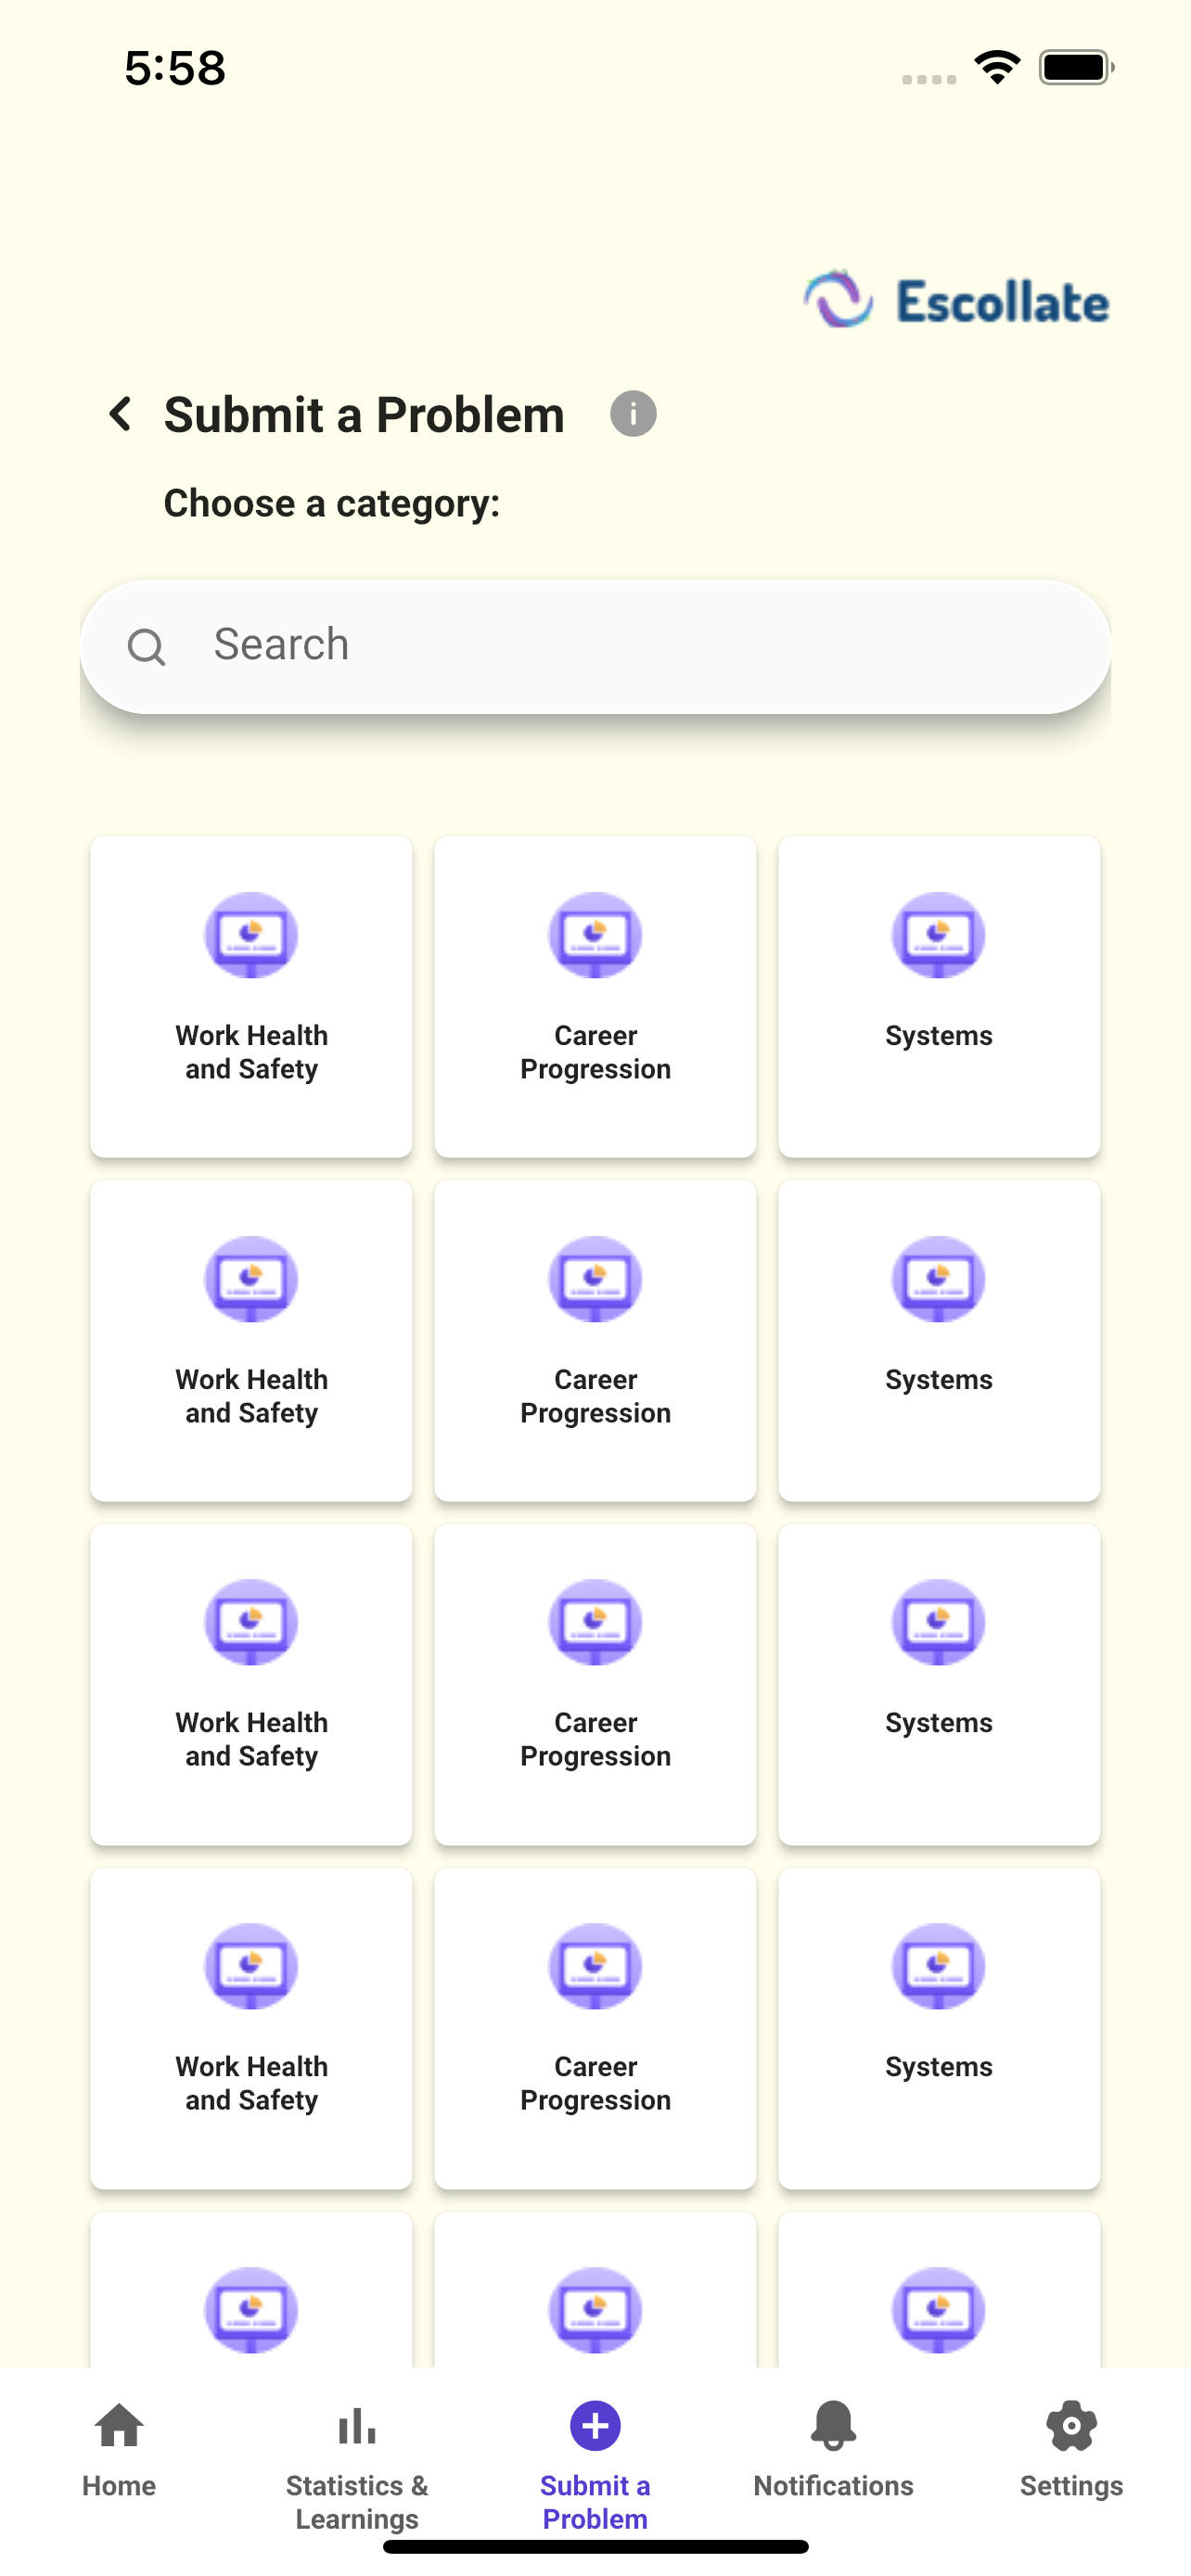 5:58
Escollate
Submit a Problem
Choose a category:
Search
Work Health
and Safety
Career
Progression
Systems
Work Health
and Safety
Career
Progression
Systems
Work Health
and Safety
Career
Progression
Systems
Work Health
and Safety
Career
Progression
Systems
Home
Statistics &
Learnings
Submit a
Problem
Notifications
Settings